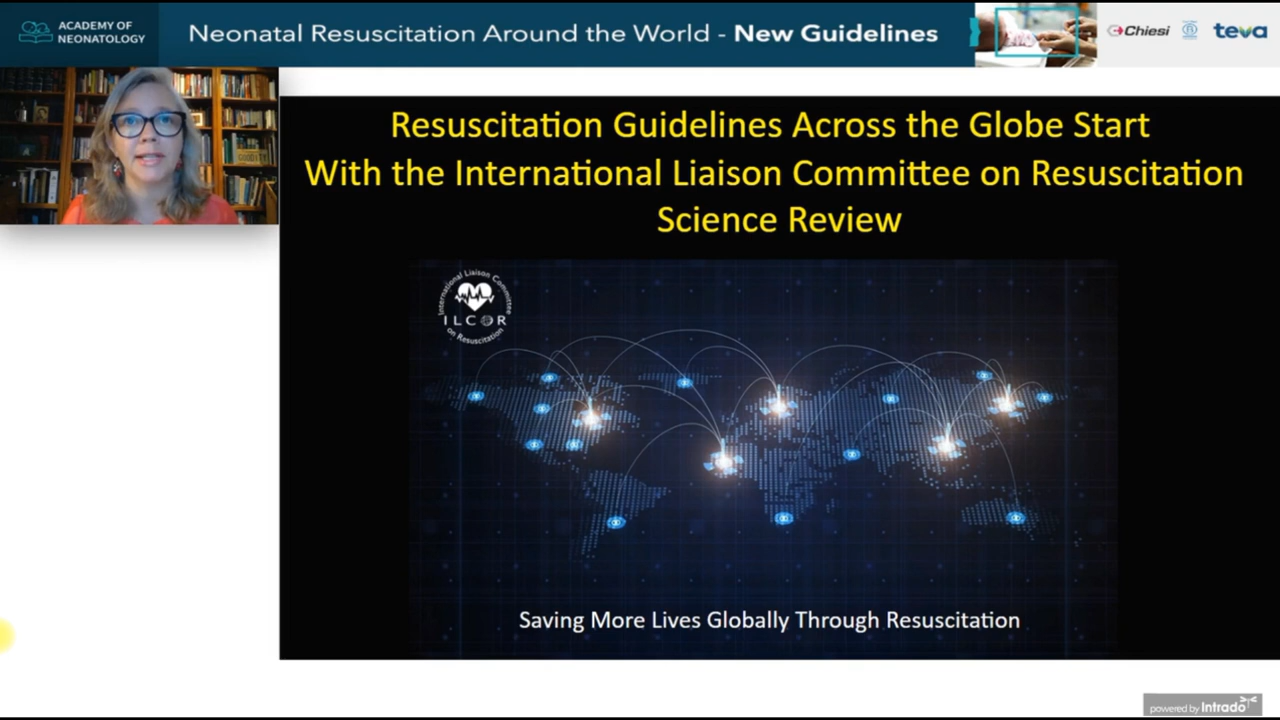 ACADEMY OF
NEONATOLOGY
Neonatal Resuscitation Around the World - New Guidelines
Chiesi
teva
Resuscitation Guidelines Across the Globe Start
With the International Liaison Committee on Resuscitation
Science Review
International Liaison Committee
ILCOR
on Resuscitation
Saving More Lives Globally Through Resuscitation
powered by Intrado